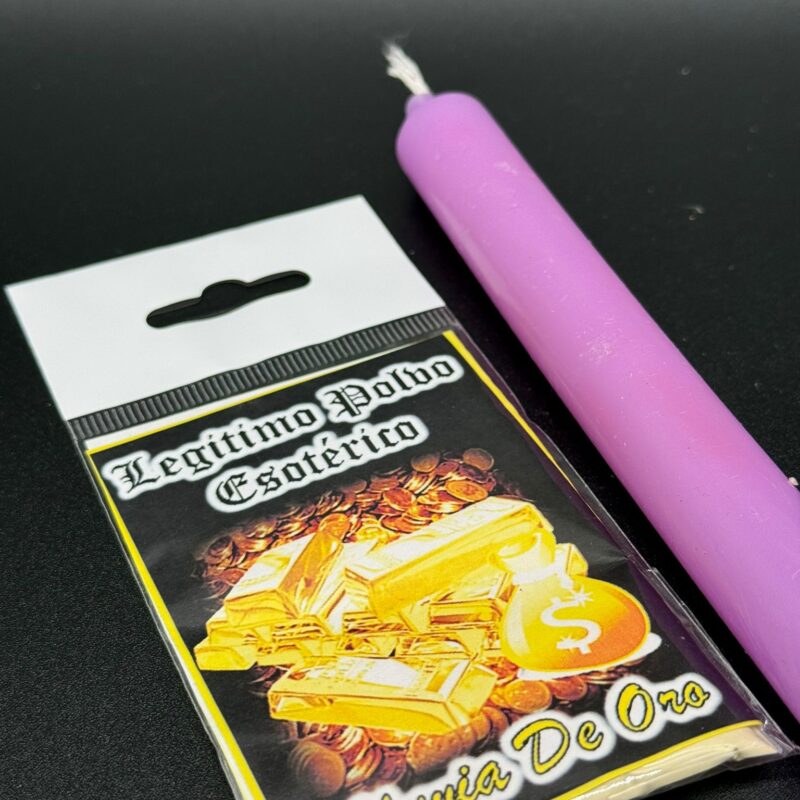 Legitimo Polvo
Esotérico
$
De Oro